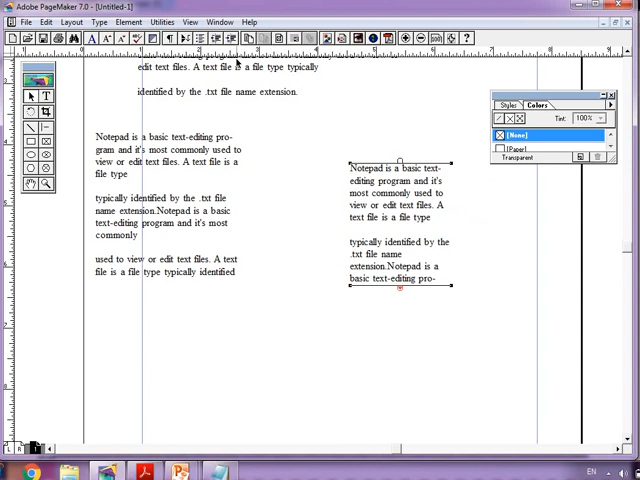 Adobe PageMaker 7.0 - [Untitled-1]
File Edit Layout Type Element Utilities View Window Help
edit text files. A text file is a file type typically
identified by the .txt file name extension.
Notepad is a basic text-editing pro-
gram and it's most commonly used to
view or edit text files. A text file is a
file type
typically identified by the .txt file
name extension.Notepad is a basic
text-editing program and it's most
commonly
used to view or edit text files. A text
file is a file type typically identified
Notepad is a basic text-
editing program and it's
most commonly used to
view or edit text files. A
text file is a file type
typically identified by the
.txt file name
extension.Notepad is a
basic text-editing pro-
Styles Colors
Tint: 100%
[None]
[Paper]
Transparent
L R 1
EN